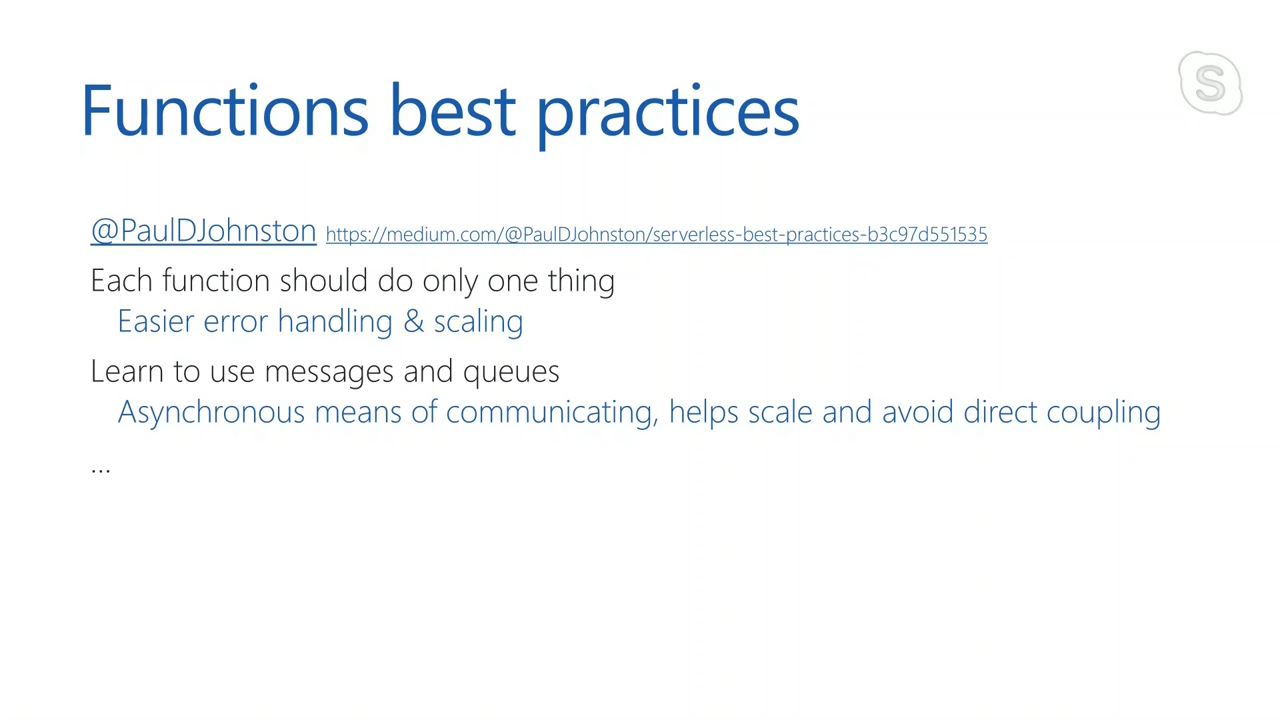 Functions best practices
S
@PaulDJohnston https://medium.com/@PaulDJohnston/serverless-best-practices-b3c97d551535
Each function should do only one thing
Easier error handling & scaling
Learn to use messages and queues
Asynchronous means of communicating, helps scale and avoid direct coupling
...